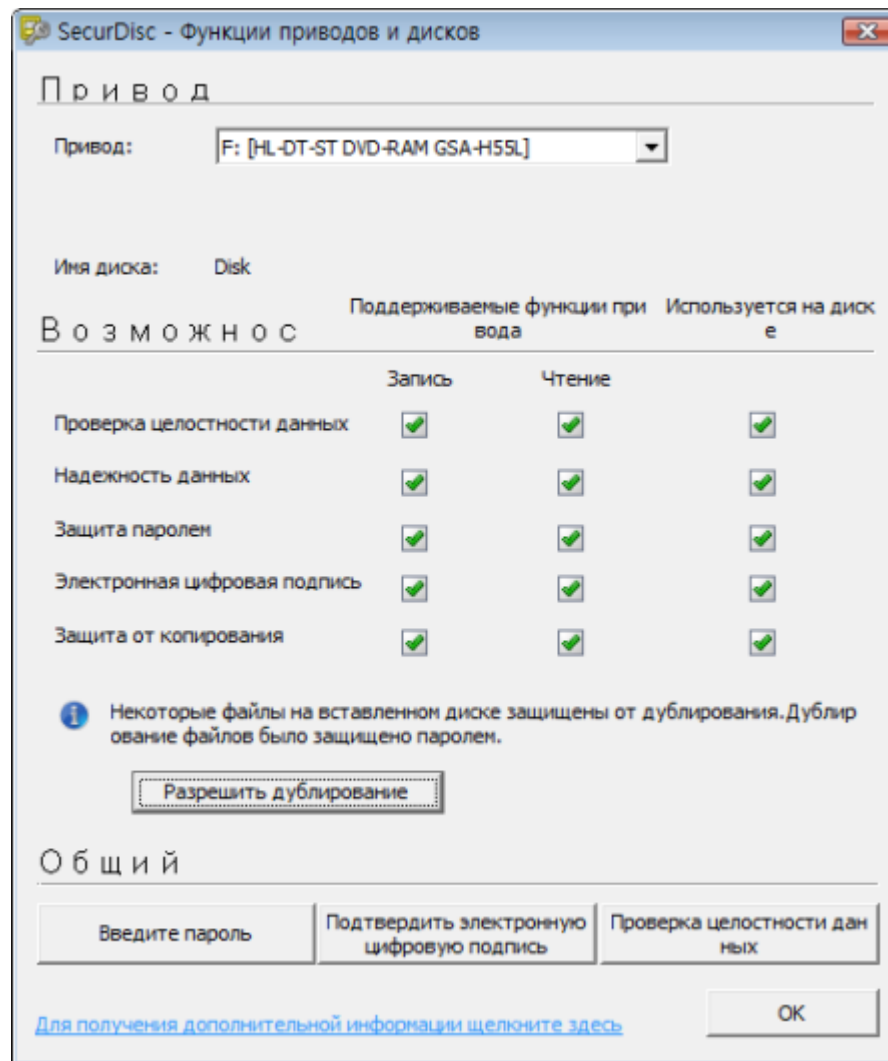 SecurDisc - Функции приводов и дисков
Привод
Привод:
F: [HL-DT-ST DVD-RAM GSA-H55L]
Имя диска:
Disk
Возможнос
Поддерживаемые функции при
вода
Используется на диск
е
Запись
Чтение
Проверка целостности данных
Надежность данных
Защита паролем
Электронная цифровая подпись
Защита от копирования
Некоторые файлы на вставленном диске защищены от дублирования.Дублир
ование файлов было защищено паролем.
Разрешить дублирование
Общий
Введите пароль
Подтвердить электронную
цифровую подпись
Проверка целостности дан
ных
Для получения дополнительной информации щелкните здесь
OK